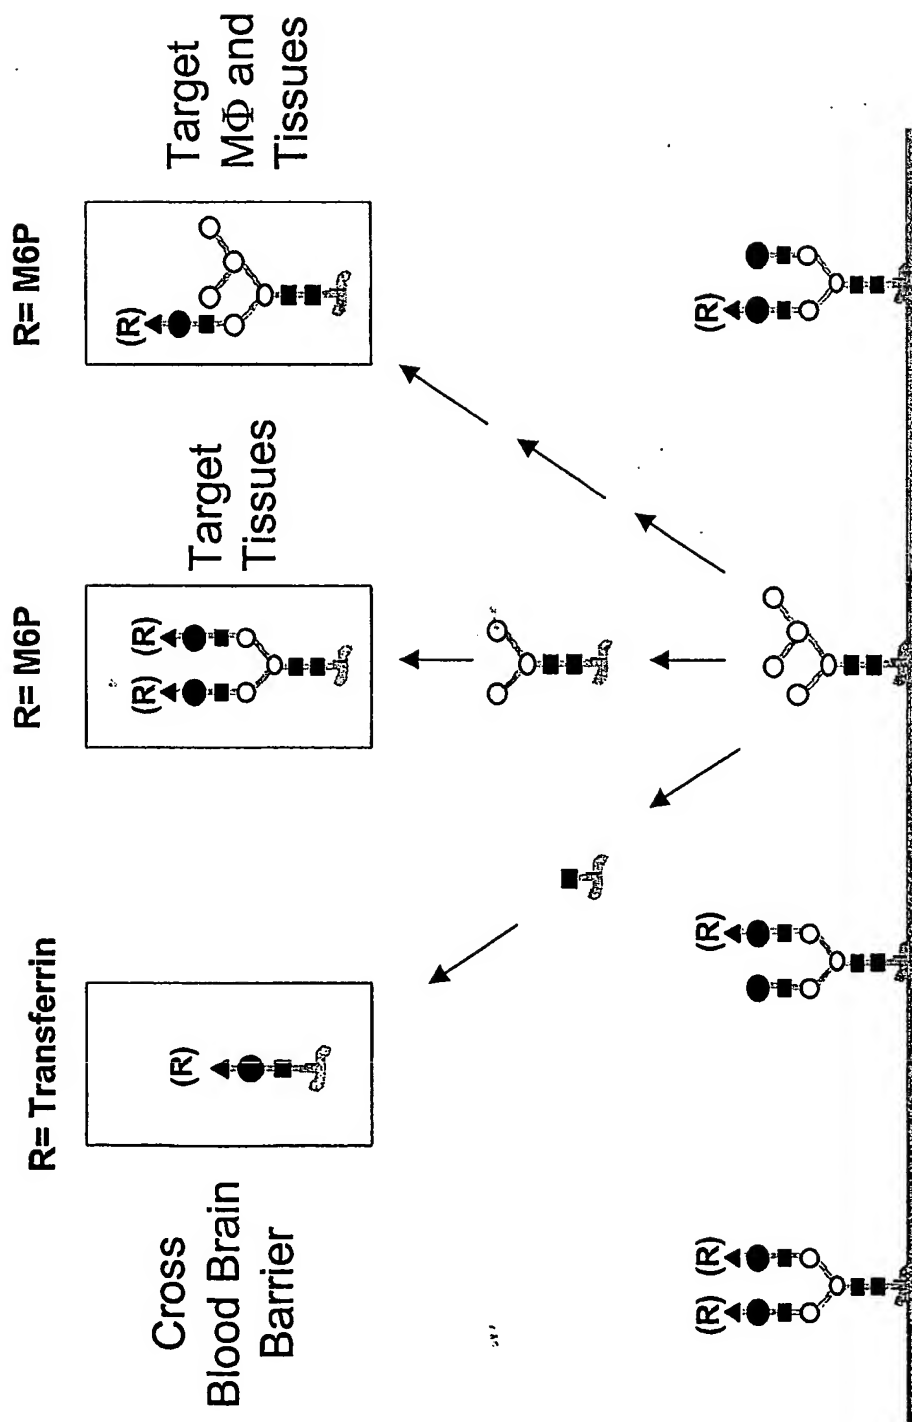 R= Transferrin
R= M6P
R= M6P
Cross
Blood Brain
Barrier
(R)
(R) (R)
Target
Tissues
(R)
Target
MΦ and
Tissues
(R) (R)
(R)
(R)